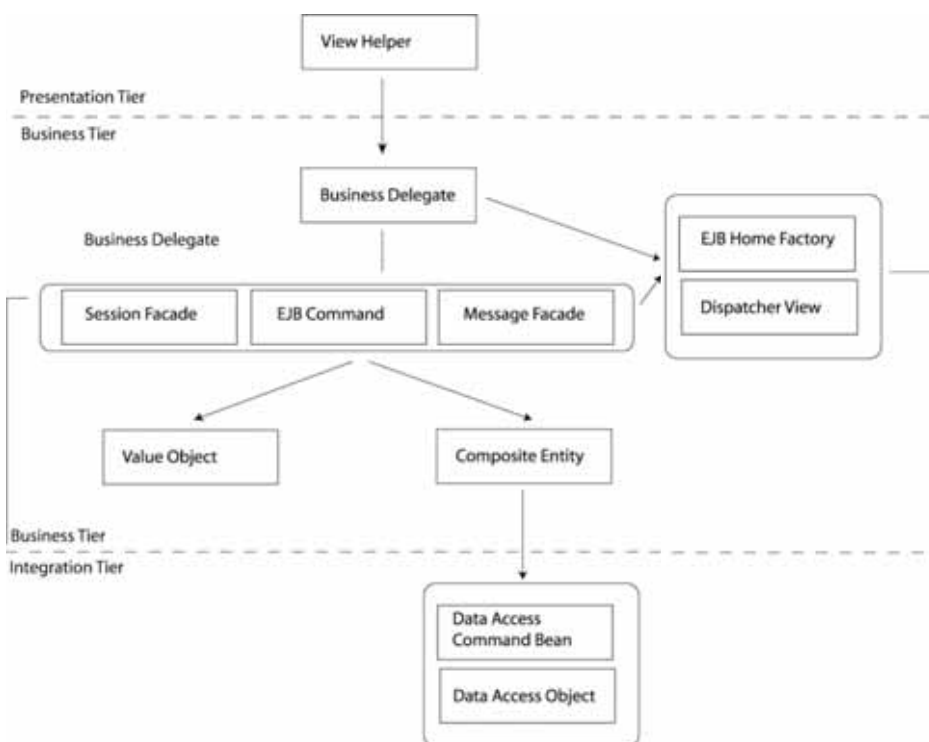 View Helper
Presentation Tier
Business Tier
Business Delegate
Business Delegate
EJB Home Factory
Dispatcher View
Session Facade
EJB Command
Message Facade
Value Object
Composite Entity
Business Tier
Integration Tier
Data Access
Command Bean
Data Access Object